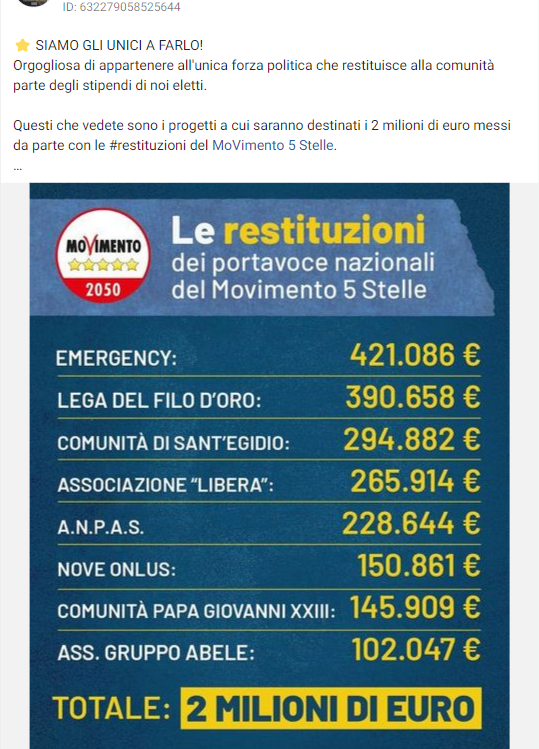 ID: 632279058525644
⭐ SIAMO GLI UNICI A FARLO!
Orgogliosa di appartenere all'unica forza politica che restituisce alla comunità
parte degli stipendi di noi eletti.
Questi che vedete sono i progetti a cui saranno destinati i 2 milioni di euro messi
da parte con le #restituzioni del MoVimento 5 Stelle.
...
MOVIMENTO
2050
Le restituzioni
dei portavoce nazionali
del Movimento 5 Stelle
EMERGENCY: 421.086 €
LEGA DEL FILO D'ORO: 390.658 €
COMUNITÀ DI SANT'EGIDIO: 294.882 €
ASSOCIAZIONE "LIBERA": 265.914 €
A.N.P.A.S. 228.644 €
NOVE ONLUS: 150.861 €
COMUNITÀ PAPA GIOVANNI XXIII: 145.909 €
ASS. GRUPPO ABELE: 102.047 €
TOTALE: 2 MILIONI DI EURO